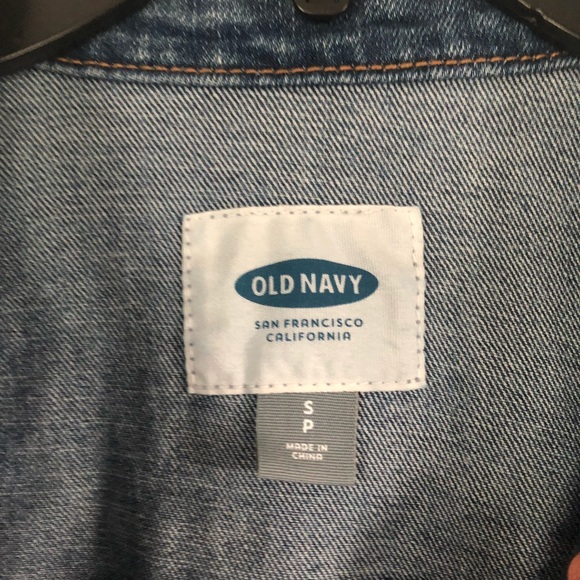 OLD NAVY
SAN FRANCISCO
CALIFORNIA
S
P
MADE IN
CHINA